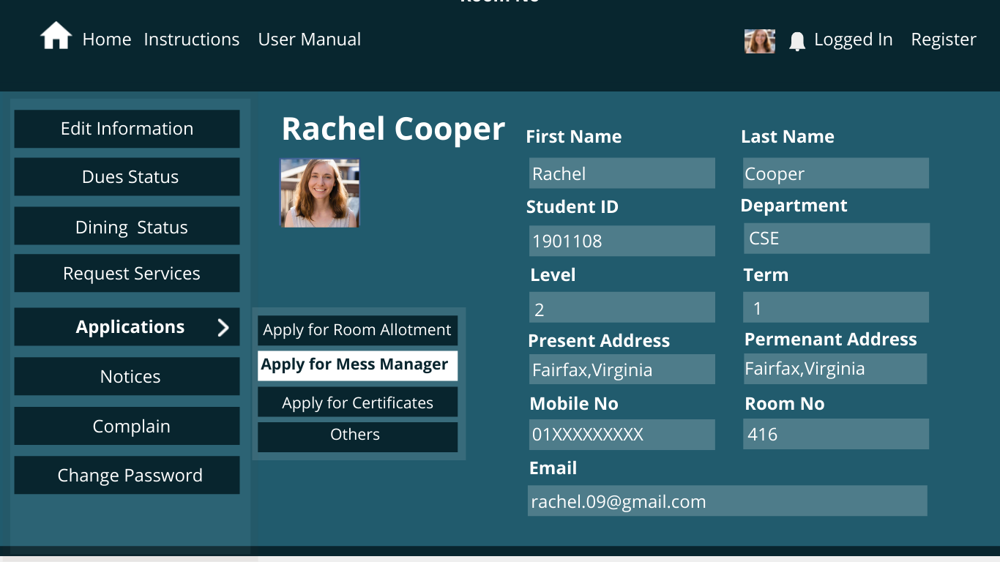 Room No
Home Instructions User Manual Logged In Register
Edit Information
Dues Status
Dining Status
Request Services
Applications
Notices
Complain
Change Password
Apply for Room Allotment
Apply for Mess Manager
Apply for Certificates
Others
Rachel Cooper
First Name
Rachel
Last Name
Cooper
Student ID
1901108
Department
CSE
Level
2
Term
1
Present Address
Fairfax,Virginia
Permenant Address
Fairfax,Virginia
Mobile No
01XXXXXXXXX
Room No
416
Email
rachel.09@gmail.com